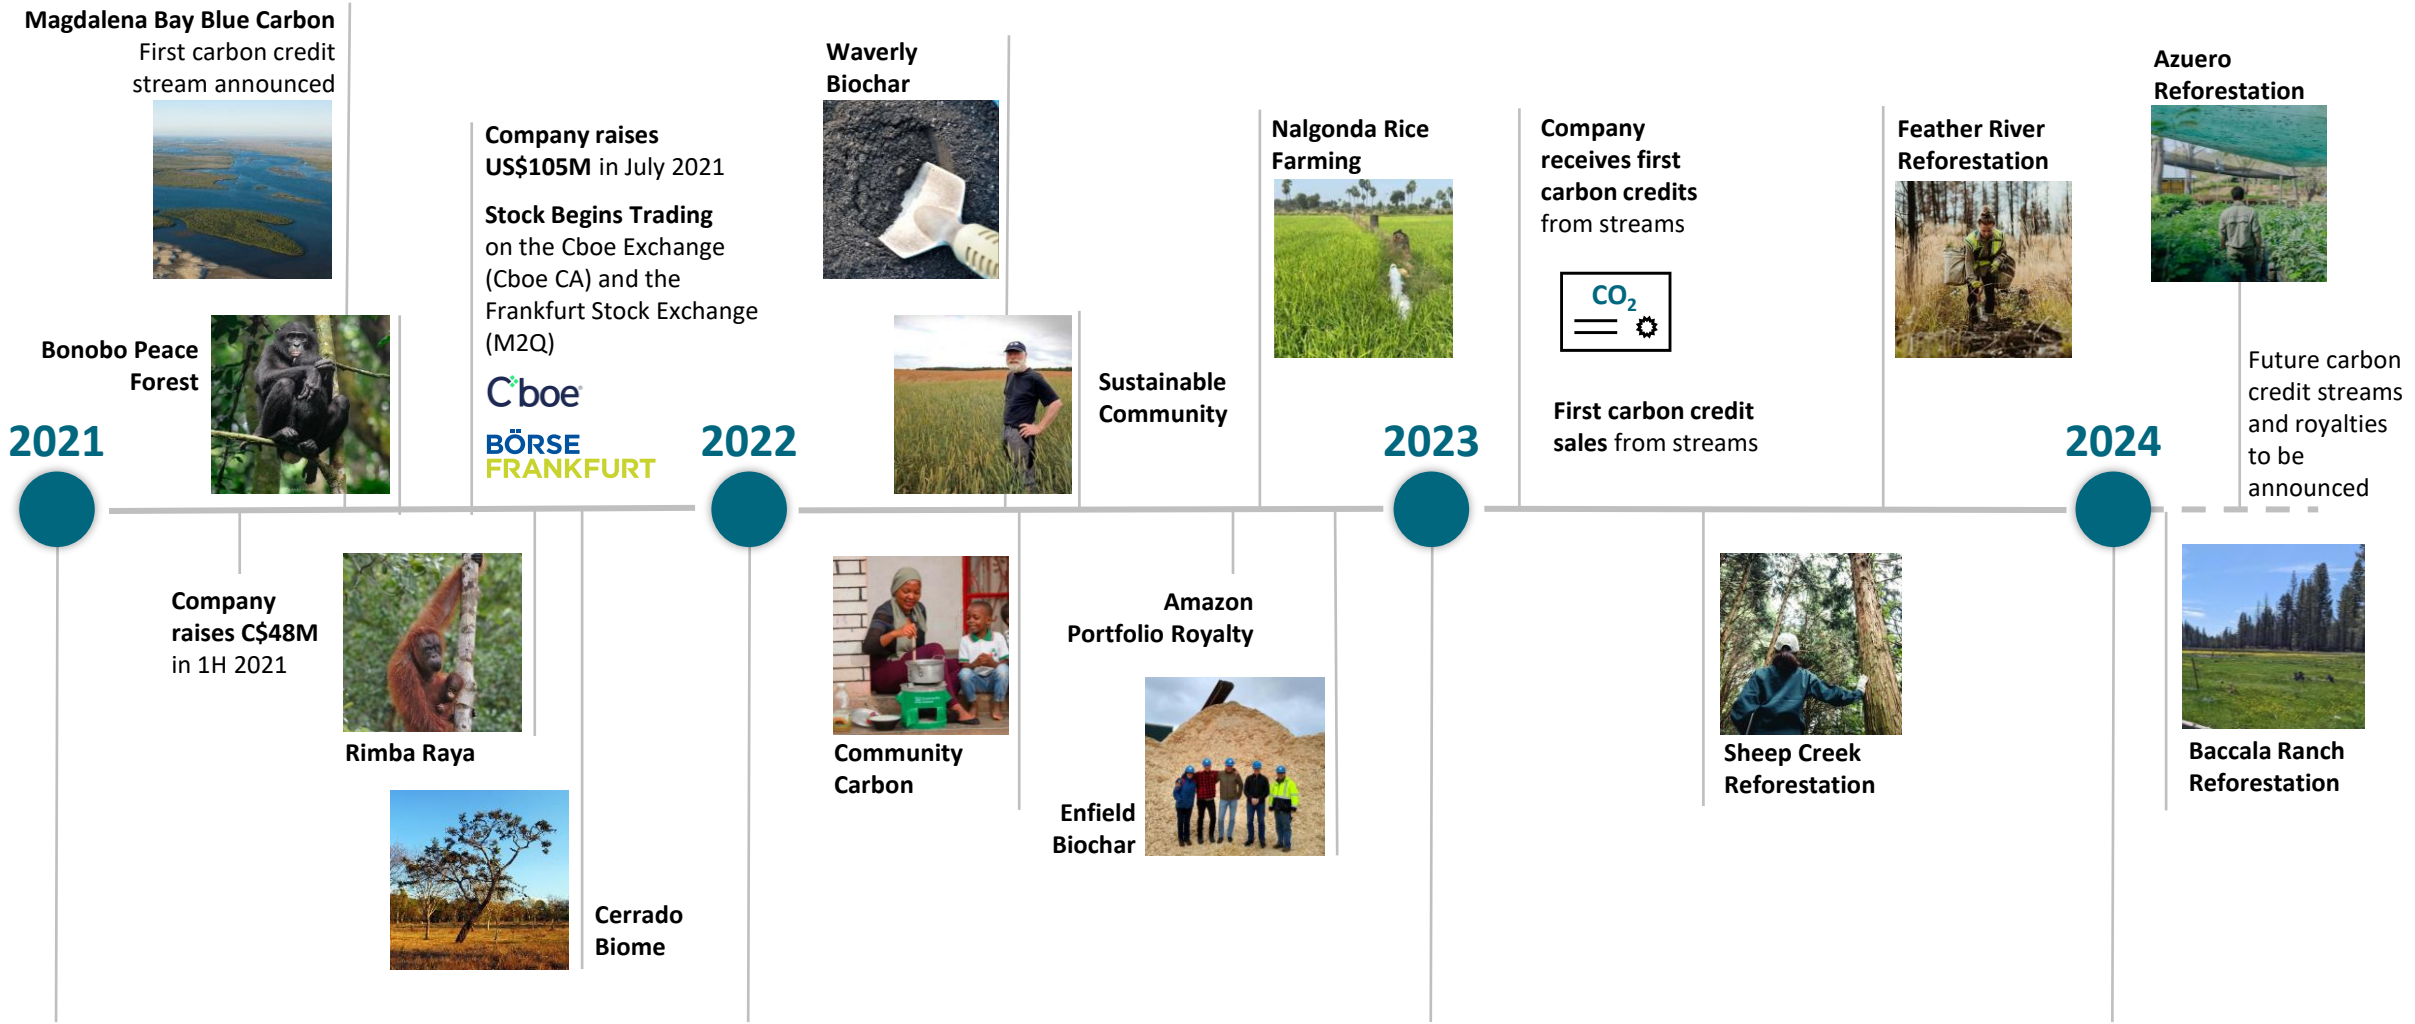 Magdalena Bay Blue Carbon
First carbon credit
stream announced
Bonobo Peace
Forest
2021
Company
raises C$48M
in 1H 2021
Company raises
US$105M in July 2021
Stock Begins Trading
on the Cboe Exchange
(Cboe CA) and the
Frankfurt Stock Exchange
(M2Q)
Cboe
BÖRSE
FRANKFURT
Rimba Raya
Cerrado
Biome
2022
Waverly
Biochar
Sustainable
Community
Community
Carbon
Amazon
Portfolio Royalty
Enfield
Biochar
Nalgonda Rice
Farming
2023
Company
receives first
carbon credits
from streams
CO2
First carbon credit
sales from streams
Sheep Creek
Reforestation
Feather River
Reforestation
2024
Azuero
Reforestation
Future carbon
credit streams
and royalties
to be
announced
Baccala Ranch
Reforestation